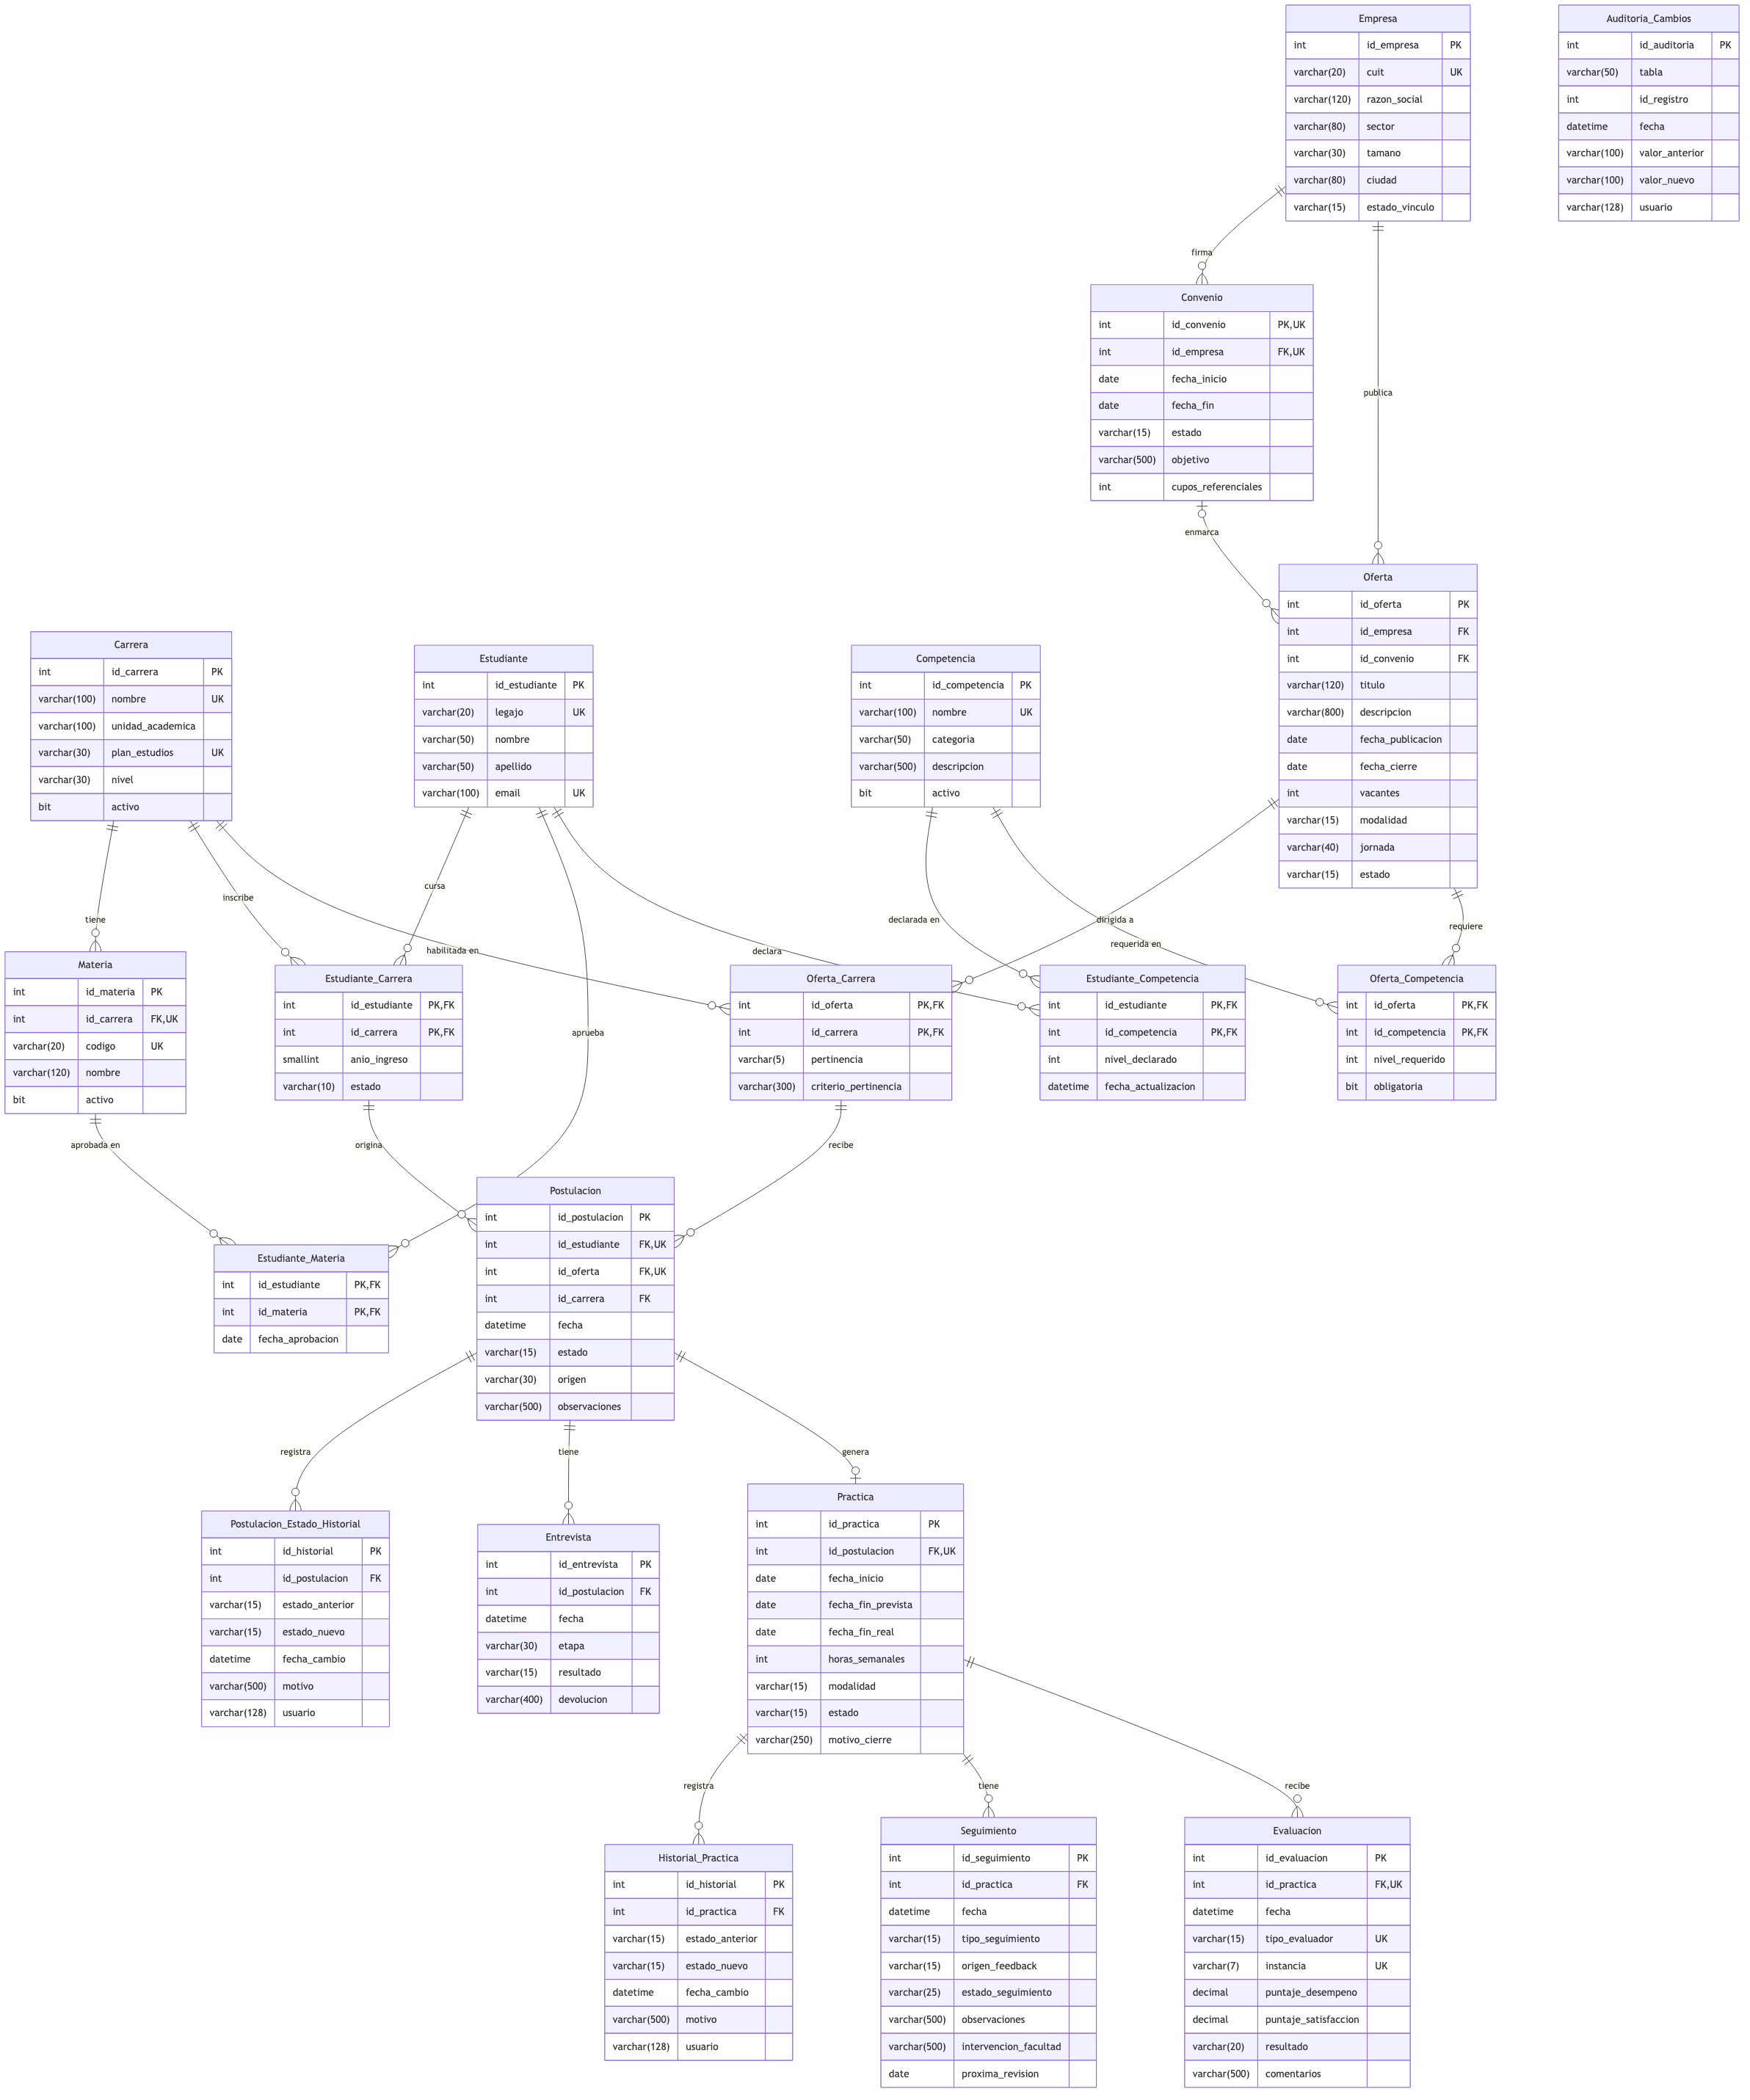 Empresa
int id_empresa PK
varchar(20) cuit UK
varchar(120) razon_social
varchar(80) sector
varchar(30) tamano
varchar(80) ciudad
varchar(15) estado_vinculo
Auditoria_Cambios
int id_auditoria PK
varchar(50) tabla
int id_registro
datetime fecha
varchar(100) valor_anterior
varchar(100) valor_nuevo
varchar(128) usuario
firma
publica
Convenio
int id_convenio PK,UK
int id_empresa FK,UK
date fecha_inicio
date fecha_fin
varchar(15) estado
varchar(500) objetivo
int cupos_referenciales
enmarca
Oferta
int id_oferta PK
int id_empresa FK
int id_convenio FK
varchar(120) titulo
varchar(800) descripcion
date fecha_publicacion
date fecha_cierre
int vacantes
varchar(15) modalidad
varchar(40) jornada
varchar(15) estado
Carrera
int id_carrera PK
varchar(100) nombre UK
varchar(100) unidad_academica
varchar(30) plan_estudios UK
varchar(30) nivel
bit activo
Estudiante
int id_estudiante PK
varchar(20) legajo UK
varchar(50) nombre
varchar(50) apellido
varchar(100) email UK
Competencia
int id_competencia PK
varchar(100) nombre UK
varchar(50) categoria
varchar(500) descripcion
bit activo
tiene
inscribe
cursa
habilitada en
aprueba
declara
declarada en
dirigida a
requerida en
requiere
Materia
int id_materia PK
int id_carrera FK,UK
varchar(20) codigo UK
varchar(120) nombre
bit activo
Estudiante_Carrera
int id_estudiante PK,FK
int id_carrera PK,FK
smallint anio_ingreso
varchar(10) estado
Oferta_Carrera
int id_oferta PK,FK
int id_carrera PK,FK
varchar(5) pertinencia
varchar(300) criterio_pertinencia
Estudiante_Competencia
int id_estudiante PK,FK
int id_competencia PK,FK
int nivel_declarado
datetime fecha_actualizacion
Oferta_Competencia
int id_oferta PK,FK
int id_competencia PK,FK
int nivel_requerido
bit obligatoria
aprobada en
origina
recibe
Estudiante_Materia
int id_estudiante PK,FK
int id_materia PK,FK
date fecha_aprobacion
Postulacion
int id_postulacion PK
int id_estudiante FK,UK
int id_oferta FK,UK
int id_carrera FK
datetime fecha
varchar(15) estado
varchar(30) origen
varchar(500) observaciones
registra
tiene
genera
Postulacion_Estado_Historial
int id_historial PK
int id_postulacion FK
varchar(15) estado_anterior
varchar(15) estado_nuevo
datetime fecha_cambio
varchar(500) motivo
varchar(128) usuario
Entrevista
int id_entrevista PK
int id_postulacion FK
datetime fecha
varchar(30) etapa
varchar(15) resultado
varchar(400) devolucion
Practica
int id_practica PK
int id_postulacion FK,UK
date fecha_inicio
date fecha_fin_prevista
date fecha_fin_real
int horas_semanales
varchar(15) modalidad
varchar(15) estado
varchar(250) motivo_cierre
registra
tiene
recibe
Historial_Practica
int id_historial PK
int id_practica FK
varchar(15) estado_anterior
varchar(15) estado_nuevo
datetime fecha_cambio
varchar(500) motivo
varchar(128) usuario
Seguimiento
int id_seguimiento PK
int id_practica FK
datetime fecha
varchar(15) tipo_seguimiento
varchar(15) origen_feedback
varchar(25) estado_seguimiento
varchar(500) observaciones
varchar(500) intervencion_facultad
date proxima_revision
Evaluacion
int id_evaluacion PK
int id_practica FK,UK
datetime fecha
varchar(15) tipo_evaluador UK
varchar(7) instancia UK
decimal puntaje_desempeno
decimal puntaje_satisfaccion
varchar(20) resultado
varchar(500) comentarios